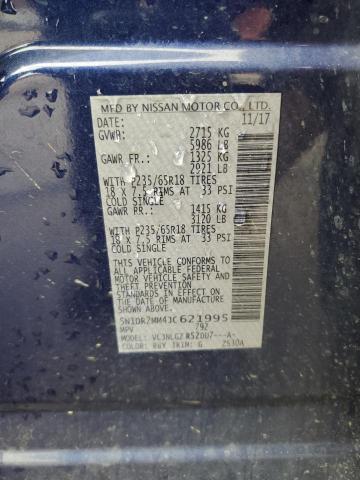 MFD BY NISSAN MOTOR CO., LTD.
DATE: 11/17
GVWR: 2715 KG
5986 LB
GAWR FR.: 1325 KG
2921 LB
WITH P235/65R18 TIRES
18 X 7.5 RIMS AT 33 PSI
COLD SINGLE
GAWR RR.: 1415 KG
3120 LB
WITH P235/65R18 TIRES
18 X 7.5 RIMS AT 33 PSI
COLD SINGLE
THIS VEHICLE CONFORMS TO
ALL APPLICABLE U.S. FEDERAL
MOTOR VEHICLE SAFETY AND
THEFT PREVENTION STANDARDS
IN EFFECT ON THE DATE OF
MANUFACTURE SHOWN ABOVE.
5N1DR2MM4JC621995
MPV 792
MODEL:
COLOR: RBY TRIM: G